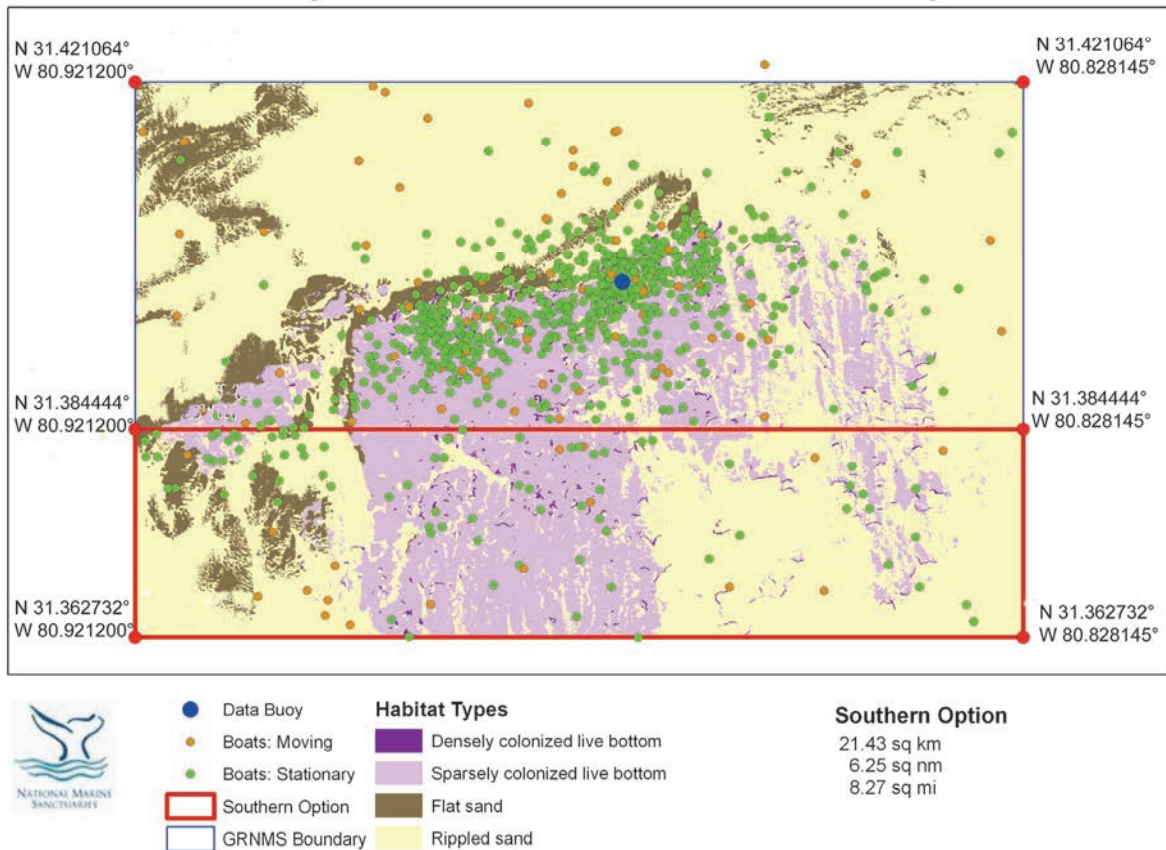 N 31.421064°
W 80.921200°
N 31.421064°
W 80.828145°
N 31.384444°
W 80.921200°
N 31.384444°
W 80.828145°
N 31.362732°
W 80.921200°
N 31.362732°
W 80.828145°
NATIONAL MARINE
SANCTUARIES
Data Buoy
Boats: Moving
Boats: Stationary
Southern Option
GRNMS Boundary
Habitat Types
Densely colonized live bottom
Sparsely colonized live bottom
Flat sand
Rippled sand
Southern Option
21.43 sq km
6.25 sq nm
8.27 sq mi